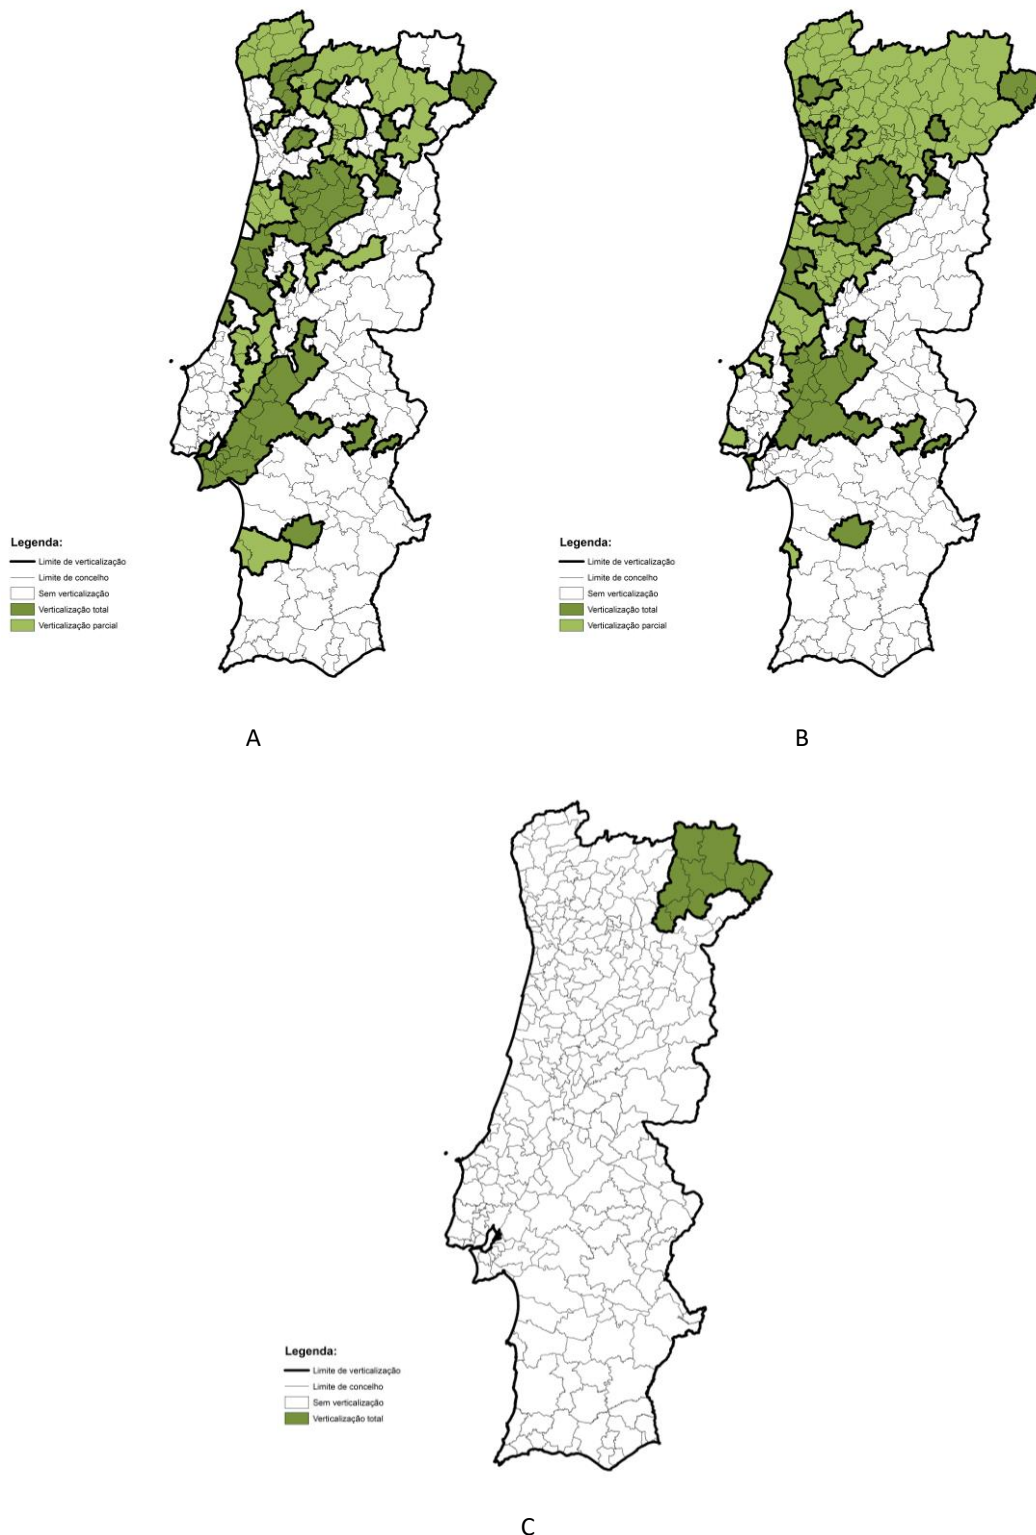 Legenda:
Limite de verticalização
Limite de concelho
Sem verticalização
Verticalização total
Verticalização parcial
A
Legenda:
Limite de verticalização
Limite de concelho
Sem verticalização
Verticalização total
Verticalização parcial
B
Legenda:
Limite de verticalização
Limite de concelho
Sem verticalização
Verticalização total
C